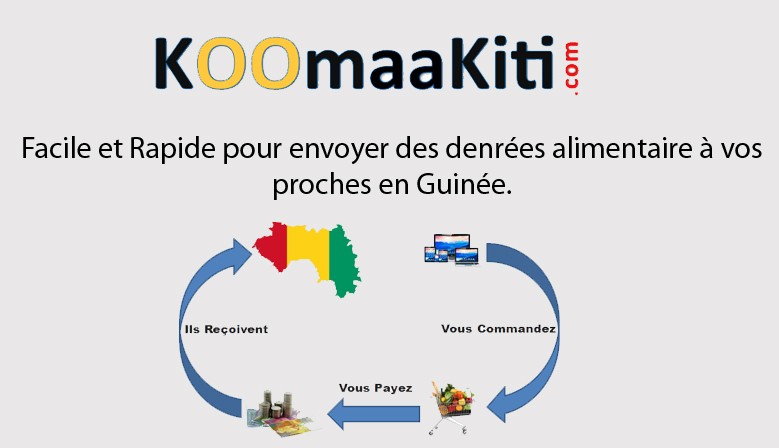 KOOmaaKiti.com
Facile et Rapide pour envoyer des denrées alimentaire à vos
proches en Guinée.
Ils Reçoivent
Vous Commandez
Vous Payez